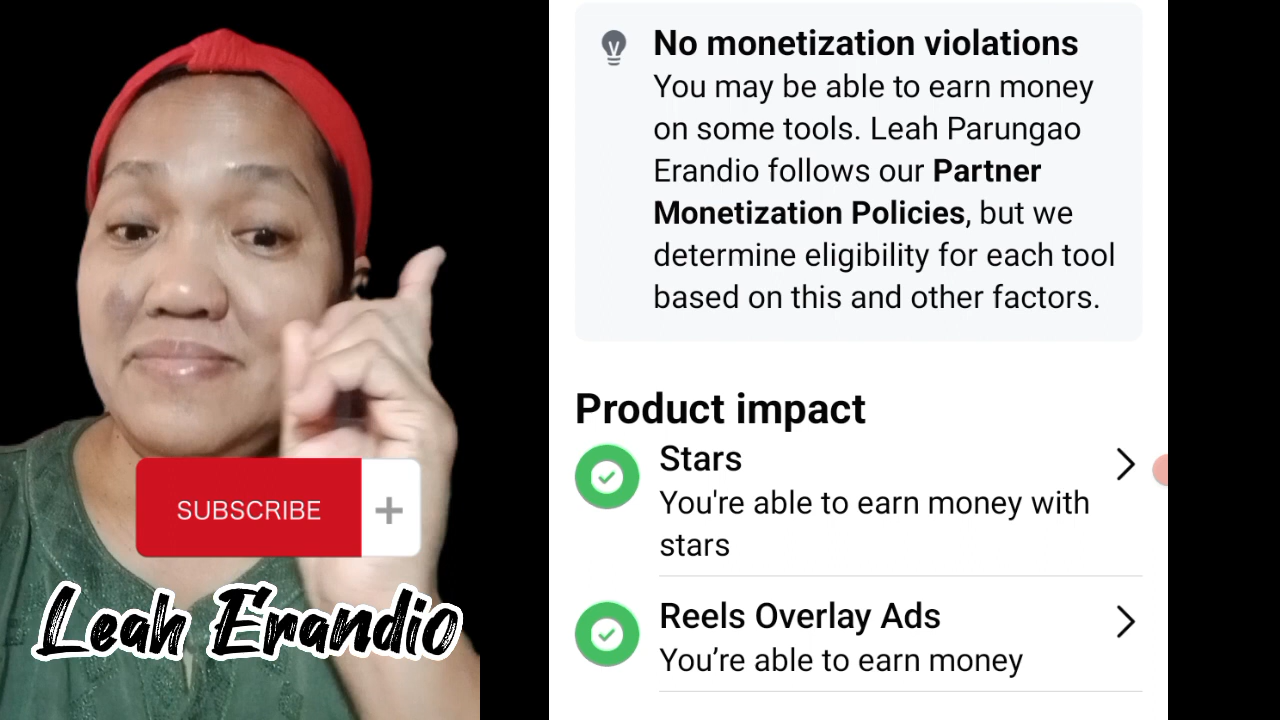 SUBSCRIBE
Leah Erandio
No monetization violations
You may be able to earn money
on some tools. Leah Parungao
Erandio follows our Partner
Monetization Policies, but we
determine eligibility for each tool
based on this and other factors.
Product impact
Stars
You're able to earn money with
stars
Reels Overlay Ads
You’re able to earn money